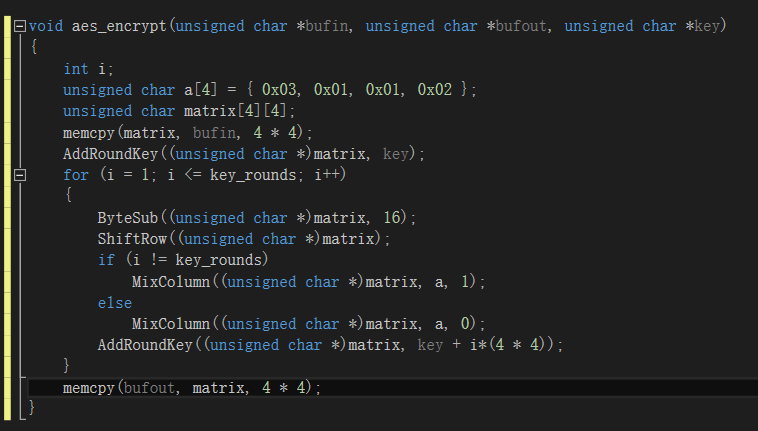 void aes_encrypt(unsigned char *bufin, unsigned char *bufout, unsigned char *key)
{
    int i;
    unsigned char a[4] = { 0x03, 0x01, 0x01, 0x02 };
    unsigned char matrix[4][4];
    memcpy(matrix, bufin, 4 * 4);
    AddRoundKey((unsigned char *)matrix, key);
    for (i = 1; i <= key_rounds; i++)
    {
        ByteSub((unsigned char *)matrix, 16);
        ShiftRow((unsigned char *)matrix);
        if (i != key_rounds)
            MixColumn((unsigned char *)matrix, a, 1);
        else
            MixColumn((unsigned char *)matrix, a, 0);
        AddRoundKey((unsigned char *)matrix, key + i*(4 * 4));
    }
    memcpy(bufout, matrix, 4 * 4);
}